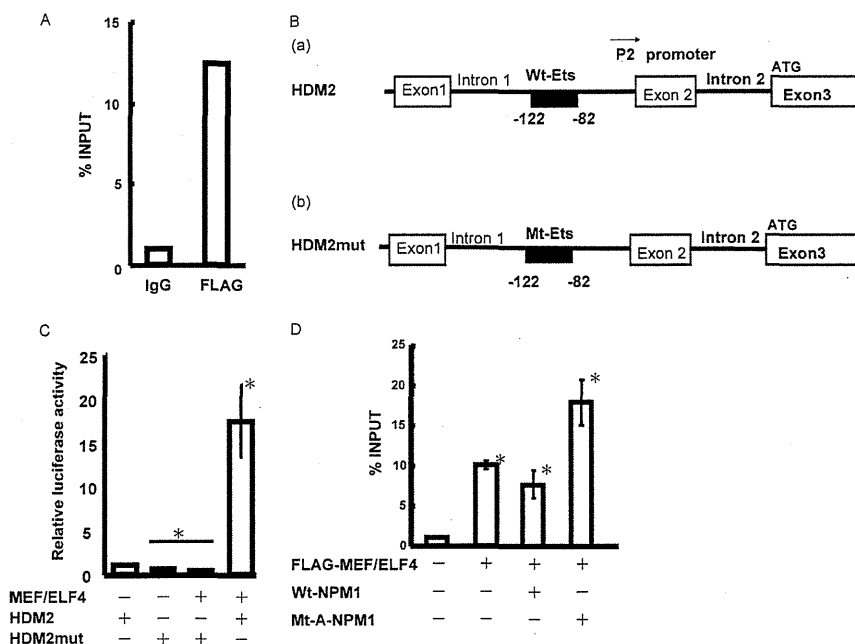 A
15
10
5
0
% INPUT
IgG FLAG
B
(a)
P2 promoter
HDM2
Exon1
Intron 1
Wt-Ets
-122 -82
Exon 2
Intron 2
ATG
Exon3
(b)
HDM2mut
Exon1
Intron 1
Mt-Ets
-122 -82
Exon 2
Intron 2
ATG
Exon3
C
Relative luciferase activity
25
20
15
10
5
0
*
*
MEF/ELF4 − − + +
HDM2 + − − +
HDM2mut − + + −
D
% INPUT
25
20
15
10
5
0
*
*
*
FLAG-MEF/ELF4 − + + +
Wt-NPM1 − − + −
Mt-A-NPM1 − − − +